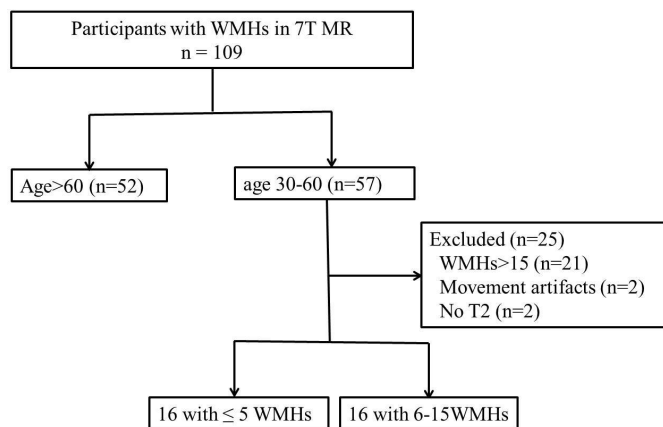 Participants with WMHs in 7T MR
n = 109
Age>60 (n=52)
age 30-60 (n=57)
Excluded (n=25)
WMHs>15 (n=21)
Movement artifacts (n=2)
No T2 (n=2)
16 with ≤ 5 WMHs
16 with 6-15WMHs